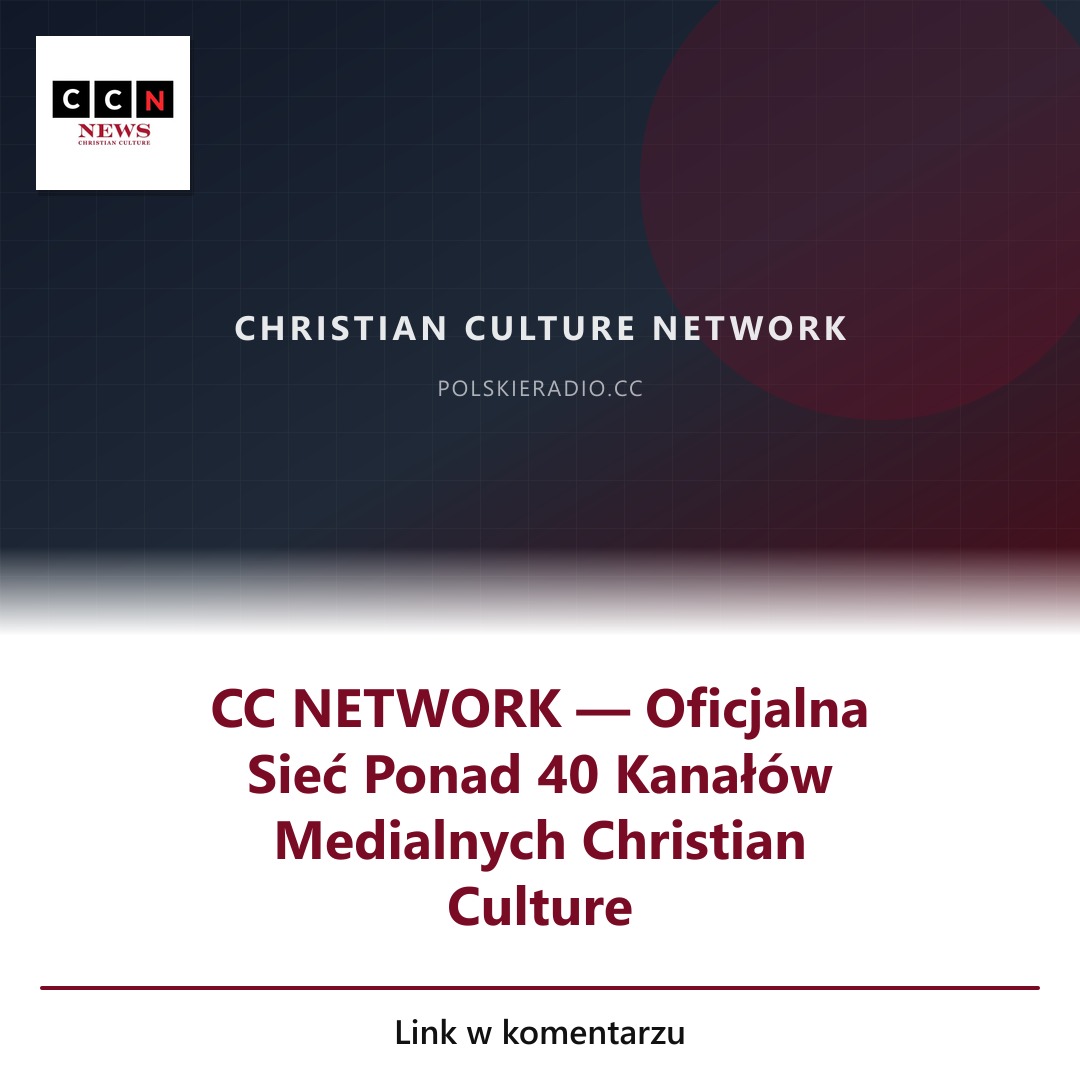 CCN
NEWS
CHRISTIAN CULTURE
CHRISTIAN CULTURE NETWORK
POLSKIERADIO.CC
CC NETWORK — Oficjalna
Sieć Ponad 40 Kanałów
Medialnych Christian
Culture
Link w komentarzu